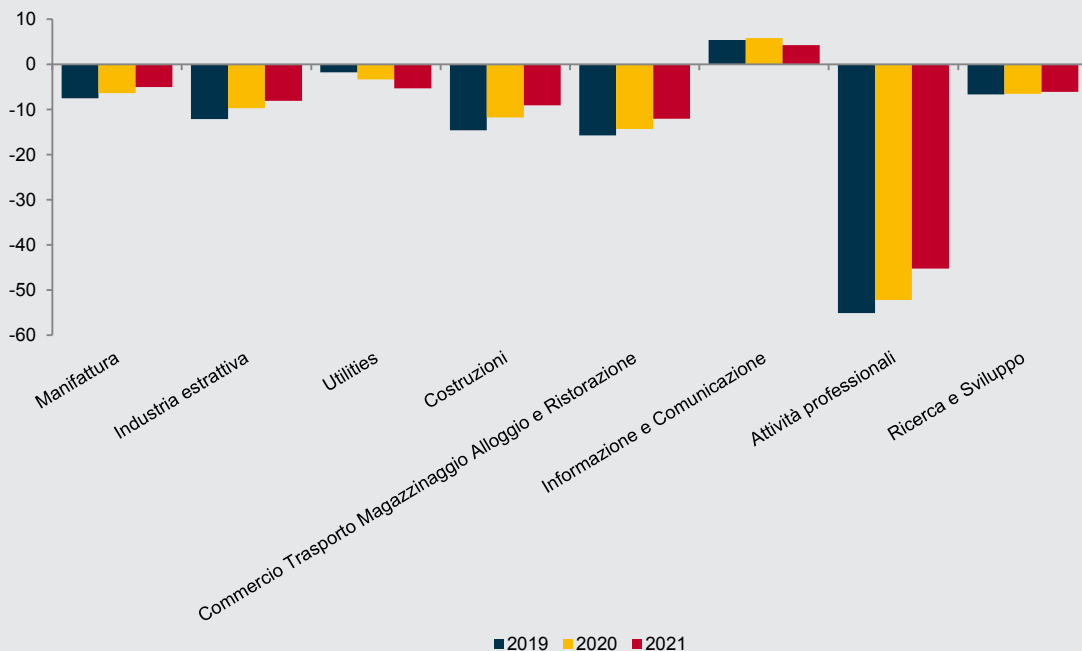 10
0
-10
-20
-30
-40
-50
-60
Manifattura
Industria estrattiva
Utilities
Costruzioni
Commercio Trasporto Magazzinaggio Alloggio e Ristorazione
Informazione e Comunicazione
Attività professionali
Ricerca e Sviluppo
2019 2020 2021